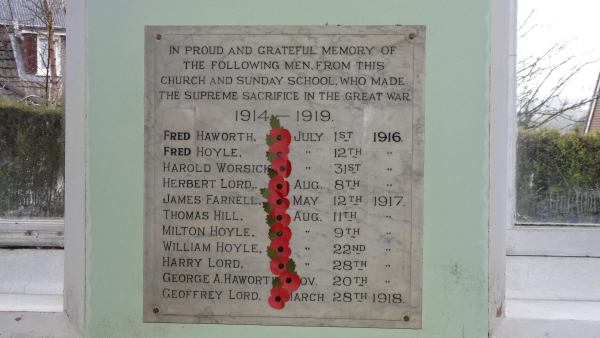 IN PROUD AND GRATEFUL MEMORY OF
THE FOLLOWING MEN, FROM THIS
CHURCH AND SUNDAY SCHOOL, WHO MADE
THE SUPREME SACRIFICE IN THE GREAT WAR
1914 — 1919.
FRED HAWORTH, JULY 1ST 1916.
FRED HOYLE, " 12TH "
HAROLD WORSICK " 31ST "
HERBERT LORD, AUG. 8TH "
JAMES FARNELL, MAY 12TH 1917.
THOMAS HILL, AUG. 11TH "
MILTON HOYLE, " 9TH "
WILLIAM HOYLE, " 22ND "
HARRY LORD, " 28TH "
GEORGE A. HAWORTH OV. 20TH "
GEOFFREY LORD, MARCH 28TH 1918.